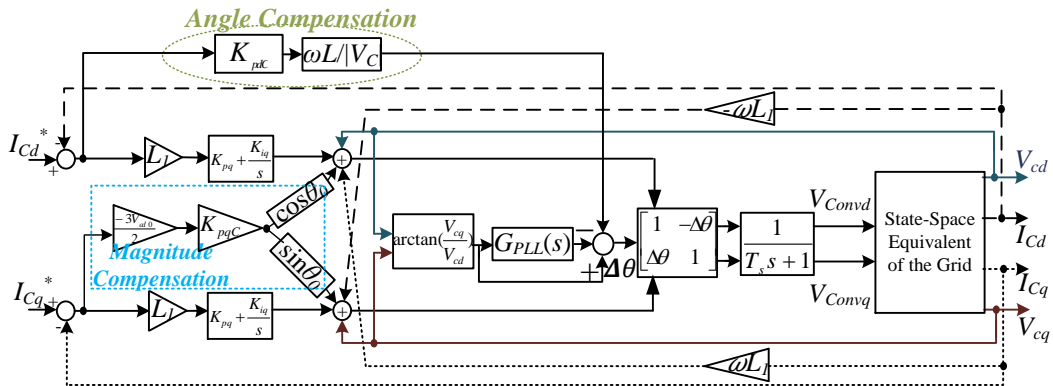 Angle Compensation
K_pdC
ωL/|V_C
-ωL_I
I_Cd*
-
+
L_I
K_pq + K_iq/s
+
cosθ_0
-3V_ad0/2
K_pqC
Magnitude Compensation
sinθ_0
I_Cq*
+
-
L_I
K_pq + K_iq/s
+
arctan(V_cq/V_cd)
G_PLL(s)
-
-
+
Δθ
1 -Δθ
Δθ 1
1/(T_s s+1)
V_Convd
V_Convq
State-Space Equivalent of the Grid
V_cd
I_Cd
I_Cq
V_cq
ωL_I